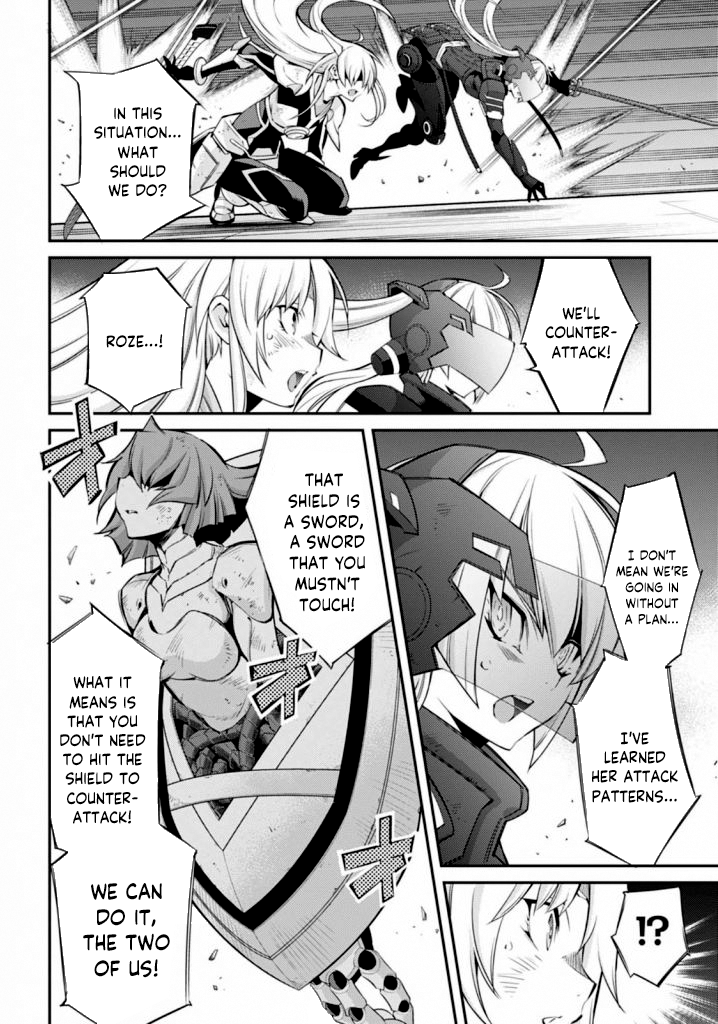 IN THIS
SITUATION...
WHAT
SHOULD
WE DO?
WE'LL
COUNTER-
ATTACK!
ROZE...!
I DON'T
MEAN WE'RE
GOING IN
WITHOUT
A PLAN...
I'VE
LEARNED
HER ATTACK
PATTERNS...
THAT
SHIELD IS
A SWORD,
A SWORD
THAT YOU
MUSTN'T
TOUCH!
WHAT IT
MEANS IS
THAT YOU
DON'T NEED
TO HIT THE
SHIELD TO
COUNTER-
ATTACK!
WE CAN
DO IT,
THE TWO
OF US!
キ
キ
!?